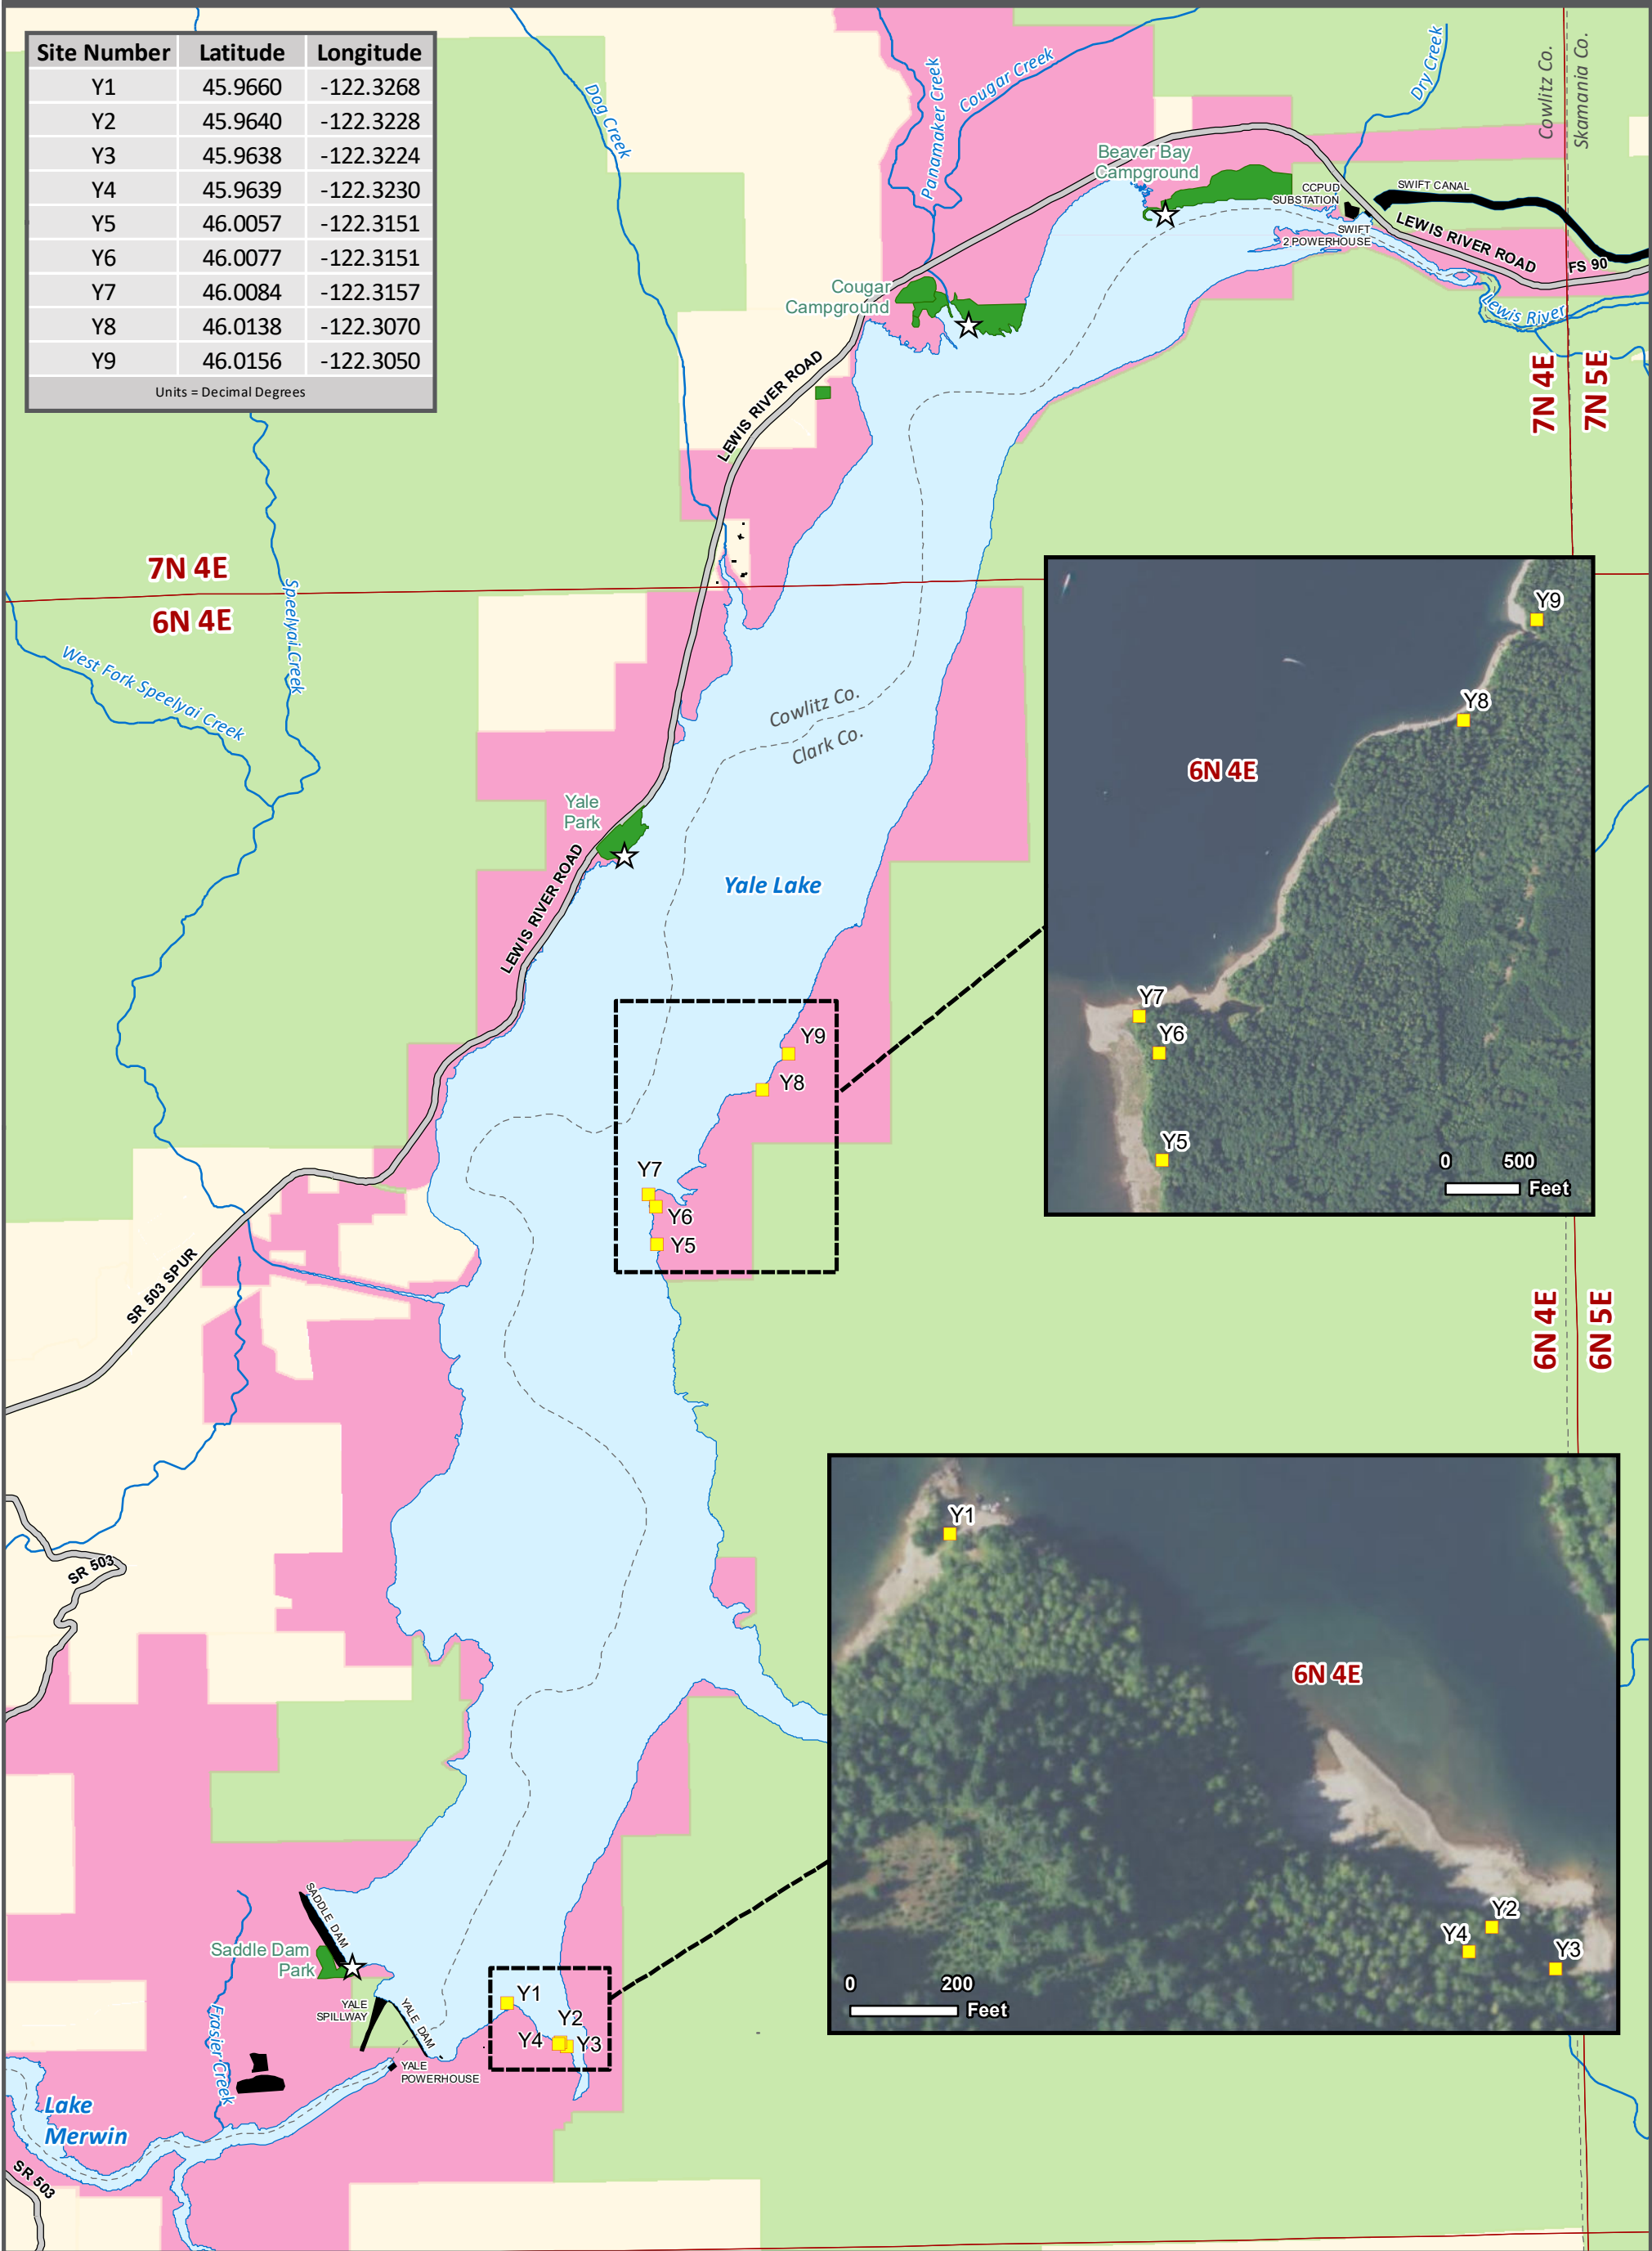 Site Number Latitude Longitude
Y1 45.9660 -122.3268
Y2 45.9640 -122.3228
Y3 45.9638 -122.3224
Y4 45.9639 -122.3230
Y5 46.0057 -122.3151
Y6 46.0077 -122.3151
Y7 46.0084 -122.3157
Y8 46.0138 -122.3070
Y9 46.0156 -122.3050
Units = Decimal Degrees
Dog Creek
Panamaker Creek
Cougar Creek
Dry Creek
Cowlitz Co.
Skamania Co.
Beaver Bay
Campground
CCPUD
SUBSTATION
SWIFT CANAL
SWIFT
2 POWERHOUSE
LEWIS RIVER ROAD
FS 90
Lewis River
Cougar
Campground
LEWIS RIVER ROAD
7N 4E
7N 5E
7N 4E
6N 4E
Speelyai Creek
West Fork Speelyai Creek
Cowlitz Co.
Clark Co.
Yale
Park
LEWIS RIVER ROAD
Yale Lake
Y9
Y8
6N 4E
Y7
Y6
Y5
0 500
Feet
Y9
Y8
Y7
Y6
Y5
SR 503 SPUR
6N 4E
6N 5E
SR 503
Y1
6N 4E
Y2
Y4
Y3
0 200
Feet
SADDLE DAM
Saddle Dam
Park
YALE
SPILLWAY
YALE DAM
YALE
POWERHOUSE
Y1
Y2
Y4
Y3
Frasier Creek
Lake
Merwin
SR 503